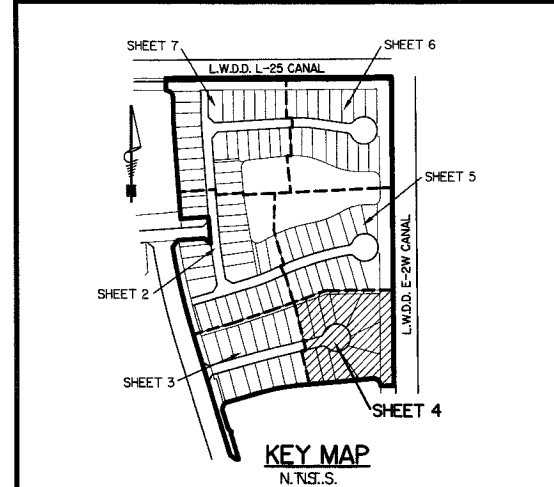 SHEET 7
SHEET 6
L.W.D.D. L-25 CANAL
SHEET 5
L.W.D.D. E-2W CANAL
SHEET 2
SHEET 3
SHEET 4
KEY MAP